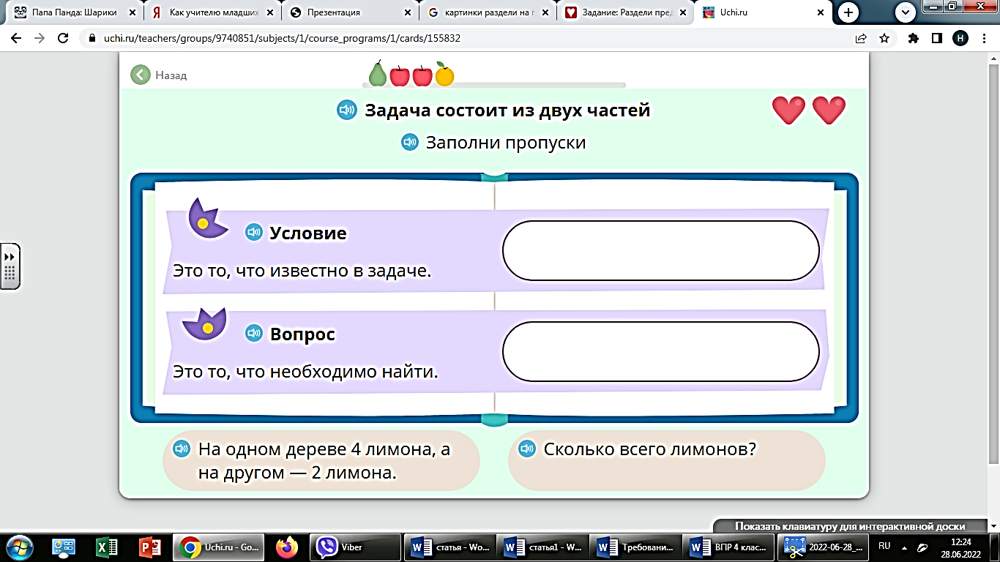 Папа Панда: Шарики
Как учителю младших
Презентация
картинки раздели на г
Задание: Раздели пре
Uchi.ru
uchi.ru/teachers/groups/9740851/subjects/1/course_programs/1/cards/155832
H
Назад
Задача состоит из двух частей
Заполни пропуски
Условие
Это то, что известно в задаче.
Вопрос
Это то, что необходимо найти.
На одном дереве 4 лимона, а
на другом — 2 лимона.
Сколько всего лимонов?
Показать клавиатуру для интерактивной доски
Uchi.ru - Go...
Viber
статья - Wo...
статья1 - W...
Требовани...
ВПР 4 клас...
2022-06-28_...
RU
12:24
28.06.2022